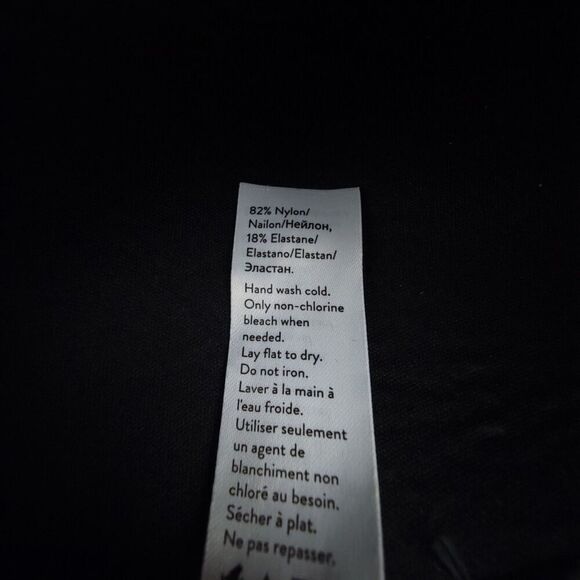 82% Nylon/
Nailon/Нейлон,
18% Elastane/
Elastano/Elastan/
Эластан.
Hand wash cold.
Only non-chlorine
bleach when
needed.
Lay flat to dry.
Do not iron.
Laver à la main à
l'eau froide.
Utiliser seulement
un agent de
blanchiment non
chloré au besoin.
Sécher à plat.
Ne pas repasser.